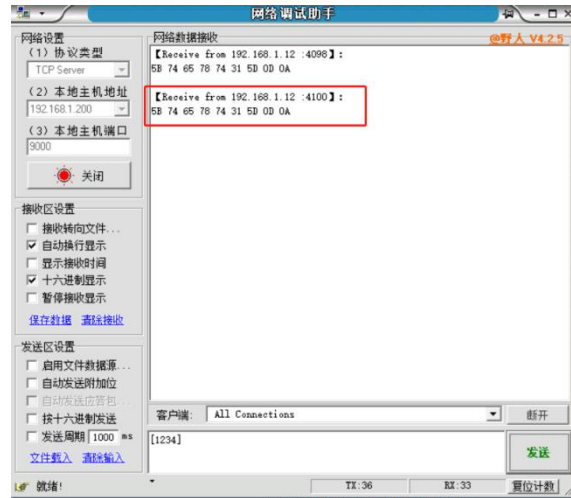 网络调试助手
网络设置
(1) 协议类型
TCP Server
(2) 本地主机地址
192.168.1.200
(3) 本地主机端口
9000
关闭
接收区设置
接收转向文件...
自动换行显示
显示接收时间
十六进制显示
暂停接收显示
保存数据 清除接收
发送区设置
启用文件数据源...
自动发送附加位
自动发送应答包...
按十六进制发送
发送周期 1000 ms
文件载入 清除输入
网络数据接收
@野人 V4.2.5
【Receive from 192.168.1.12 :4098】:
5B 74 65 78 74 31 5D 0D 0A
【Receive from 192.168.1.12 :4100】:
5B 74 65 78 74 31 5D 0D 0A
客户端: All Connections 断开
[1234]
发送
就绪! TX:36 RX:33 复位计数